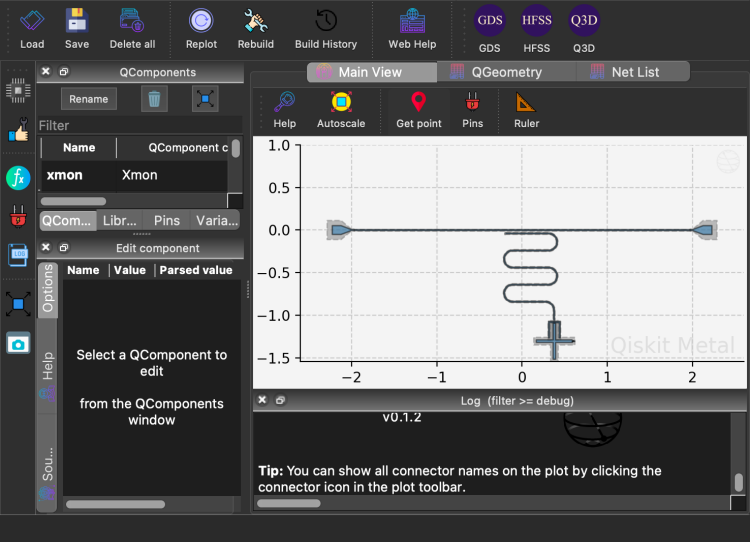 Load
Save
Delete all
Replot
Rebuild
Build History
Web Help
GDS
GDS
HFSS
HFSS
Q3D
Q3D
QComponents
Rename
Filter
Name
QComponent c
xmon
Xmon
QCom...
Libr...
Pins
Varia...
Edit component
Options
Help
Sou...
Name
Value
Parsed value
Select a QComponent to
edit
from the QComponents
window
LOG
fx
Main View
QGeometry
Net List
Help
Autoscale
Get point
Pins
Ruler
1.0
0.5
0.0
−0.5
−1.0
−1.5
−2
−1
0
1
2
Qiskit Metal
Log (filter >= debug)
v0.1.2
Tip: You can show all connector names on the plot by clicking the
connector icon in the plot toolbar.